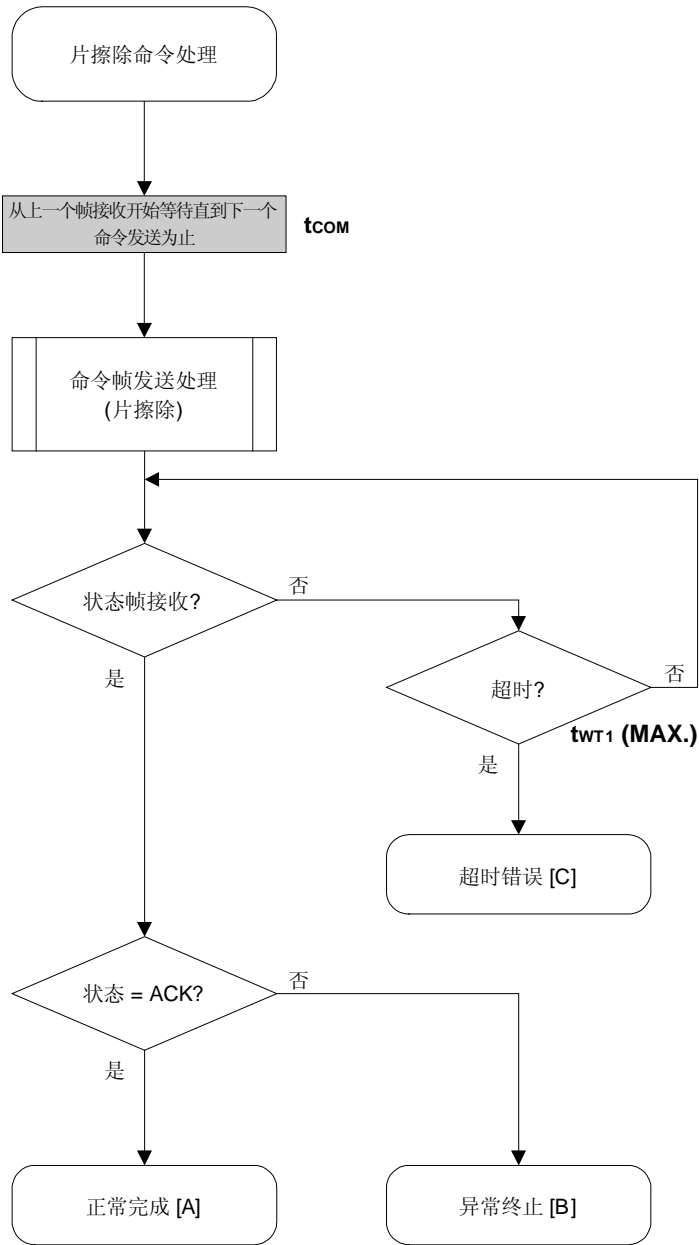 片擦除命令处理
从上一个帧接收开始等待直到下一个
命令发送为止
tCOM
命令帧发送处理
(片擦除)
状态帧接收?
否
是
超时?
否
tWT1 (MAX.)
是
超时错误 [C]
状态 = ACK?
否
是
正常完成 [A]
异常终止 [B]